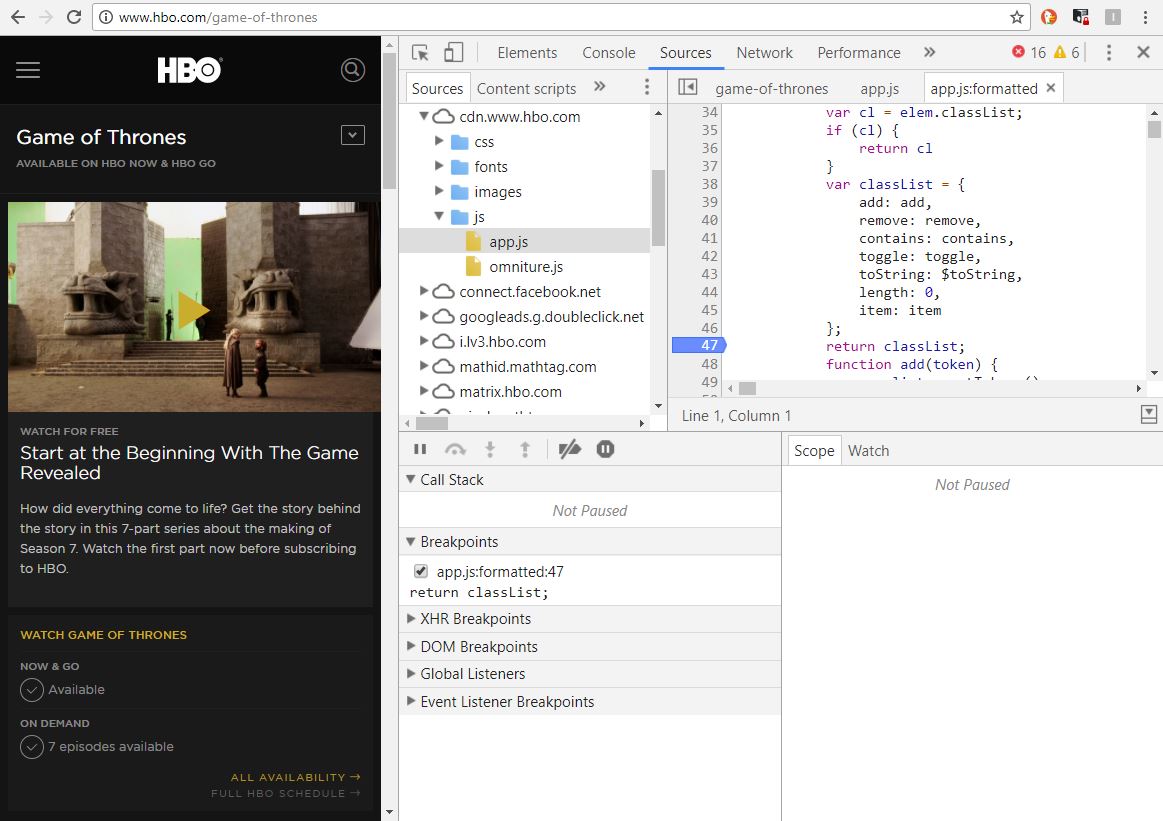 www.hbo.com/game-of-thrones
HBO
Game of Thrones
AVAILABLE ON HBO NOW & HBO GO
WATCH FOR FREE
Start at the Beginning With The Game
Revealed
How did everything come to life? Get the story behind
the story in this 7-part series about the making of
Season 7. Watch the first part now before subscribing
to HBO.
WATCH GAME OF THRONES
NOW & GO
Available
ON DEMAND
7 episodes available
ALL AVAILABILITY →
FULL HBO SCHEDULE →
Elements Console Sources Network Performance » 16 6
Sources Content scripts »
cdn.www.hbo.com
css
fonts
images
js
app.js
omniture.js
connect.facebook.net
googleads.g.doubleclick.net
i.lv3.hbo.com
mathid.mathtag.com
matrix.hbo.com
game-of-thrones app.js app.js:formatted ×
34 var cl = elem.classList;
35 if (cl) {
36 return cl
37 }
38 var classList = {
39 add: add,
40 remove: remove,
41 contains: contains,
42 toggle: toggle,
43 toString: $toString,
44 length: 0,
45 item: item
46 };
47 return classList;
48 function add(token) {
49
Line 1, Column 1
Call Stack
Not Paused
Breakpoints
app.js:formatted:47
return classList;
XHR Breakpoints
DOM Breakpoints
Global Listeners
Event Listener Breakpoints
Scope Watch
Not Paused